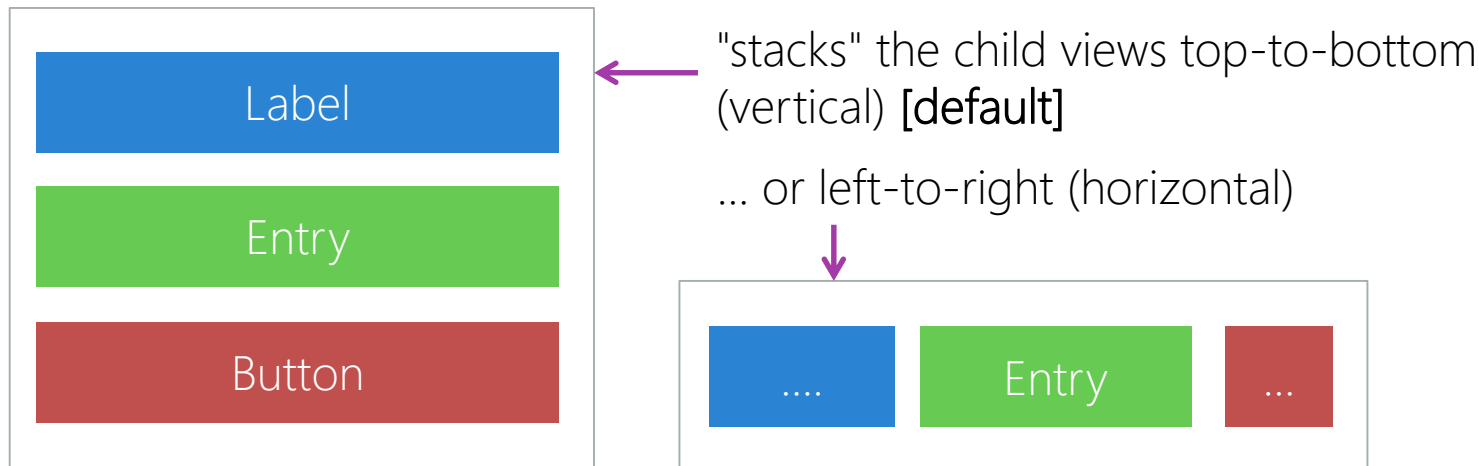 Label
Entry
Button
"stacks" the child views top-to-bottom
(vertical) [default]
... or left-to-right (horizontal)
....
Entry
...